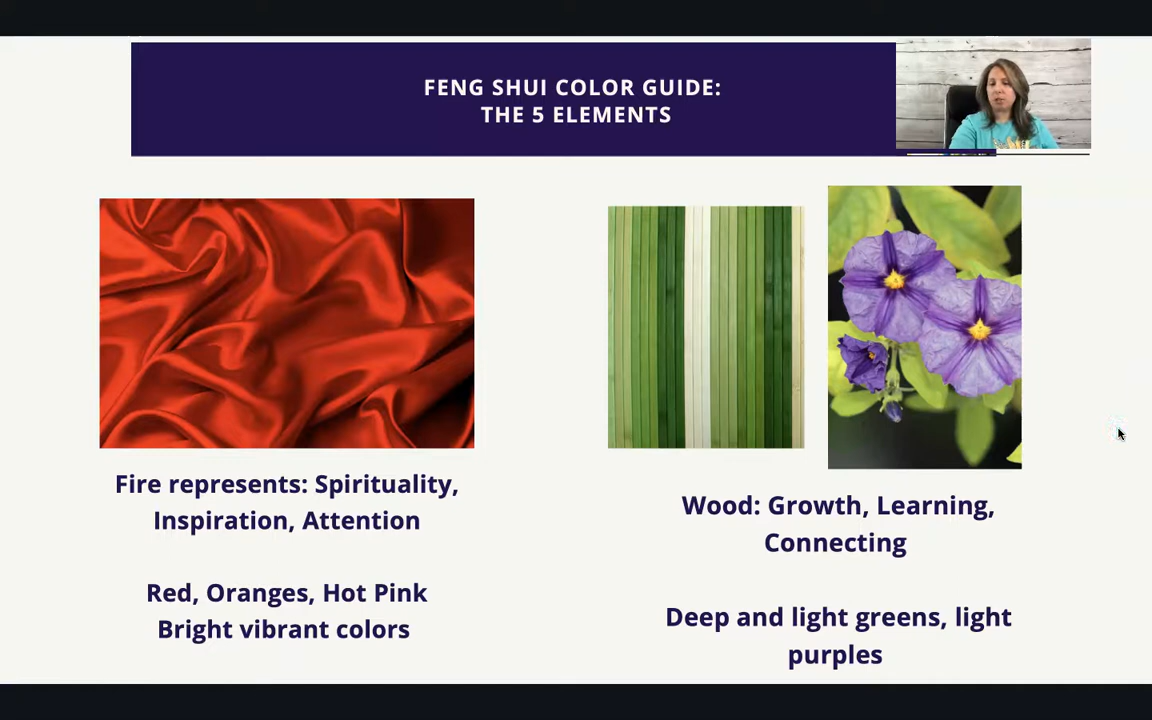 FENG SHUI COLOR GUIDE:
THE 5 ELEMENTS
Fire represents: Spirituality,
Inspiration, Attention
Red, Oranges, Hot Pink
Bright vibrant colors
Wood: Growth, Learning,
Connecting
Deep and light greens, light
purples